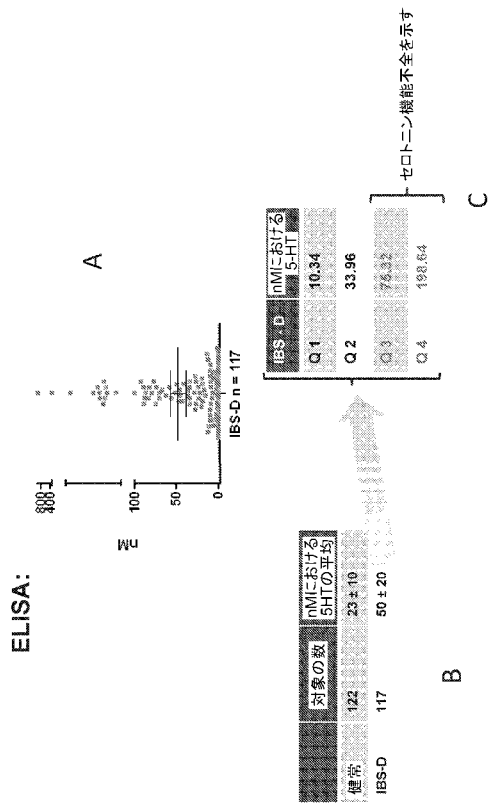 ELISA:
A
nM
800
400
100
50
0
IBS-D n = 117
対象の数
nMにおける
5HTの平均
健常 122 23 ± 10
IBS-D 117 50 ± 20
B
IBS - D
nMにおける
5-HT
Q 1 10.34
Q 2 33.96
Q 3 75.32
Q 4 198.64
セロトニン機能不全を示す
C